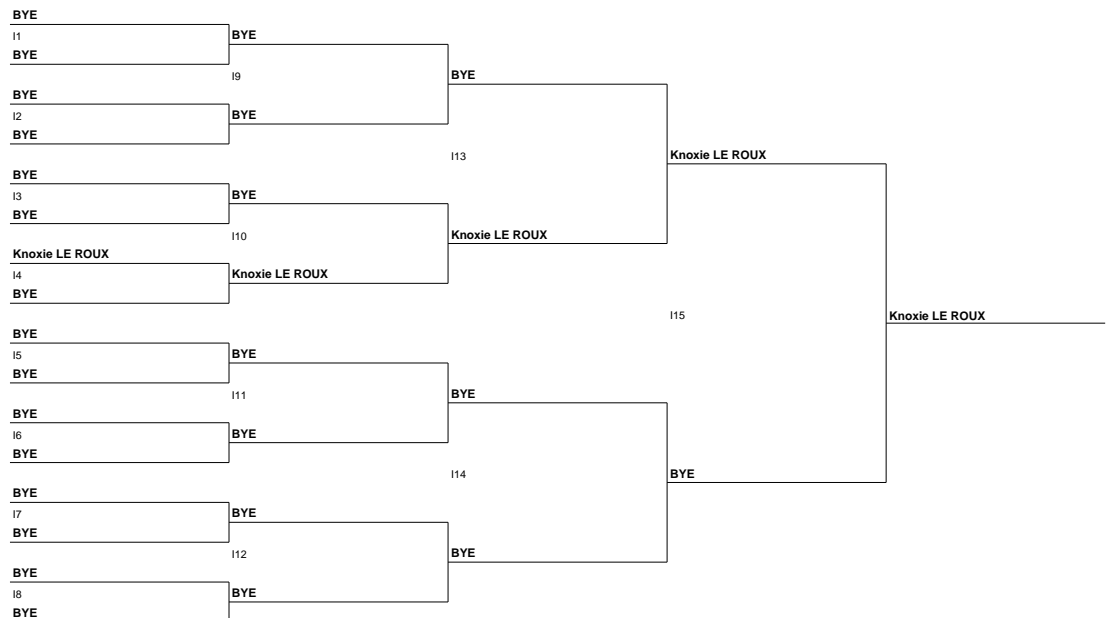 BYE
I1
BYE
BYE
I9
BYE
I2
BYE
BYE
BYE
I13
BYE
I3
BYE
BYE
I10
Knoxie LE ROUX
I4
BYE
Knoxie LE ROUX
Knoxie LE ROUX
Knoxie LE ROUX
I15
Knoxie LE ROUX
BYE
I5
BYE
BYE
I11
BYE
I6
BYE
BYE
BYE
I14
BYE
BYE
I7
BYE
BYE
I12
BYE
I8
BYE
BYE
BYE